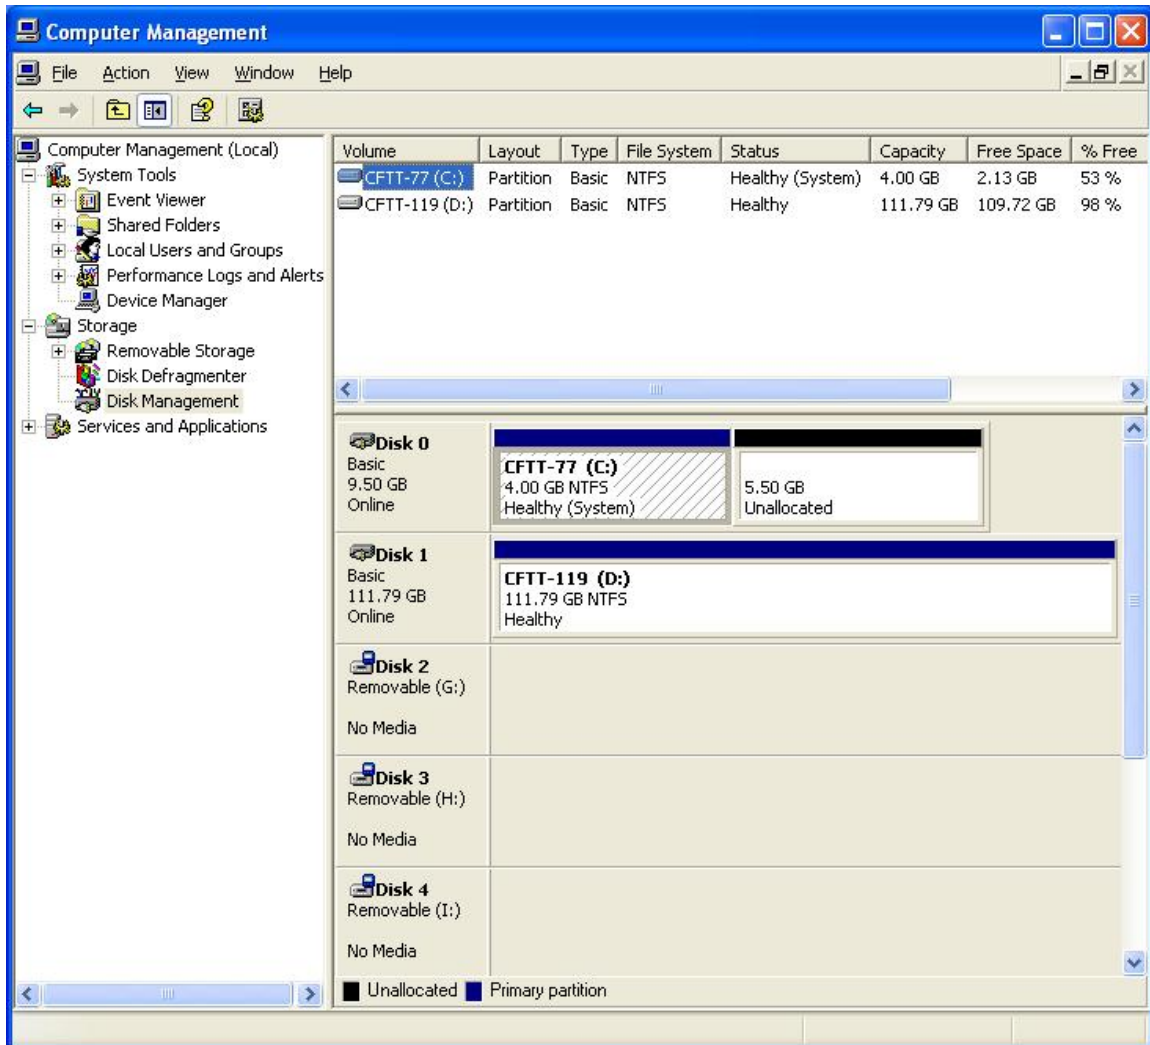 Computer Management
File Action View Window Help
Computer Management (Local)
System Tools
Event Viewer
Shared Folders
Local Users and Groups
Performance Logs and Alerts
Device Manager
Storage
Removable Storage
Disk Defragmenter
Disk Management
Services and Applications
Volume Layout Type File System Status Capacity Free Space % Free
CFTT-77 (C:) Partition Basic NTFS Healthy (System) 4.00 GB 2.13 GB 53 %
CFTT-119 (D:) Partition Basic NTFS Healthy 111.79 GB 109.72 GB 98 %
Disk 0
Basic
9.50 GB
Online
CFTT-77 (C:)
4.00 GB NTFS
Healthy (System)
5.50 GB
Unallocated
Disk 1
Basic
111.79 GB
Online
CFTT-119 (D:)
111.79 GB NTFS
Healthy
Disk 2
Removable (G:)
No Media
Disk 3
Removable (H:)
No Media
Disk 4
Removable (I:)
No Media
Unallocated Primary partition